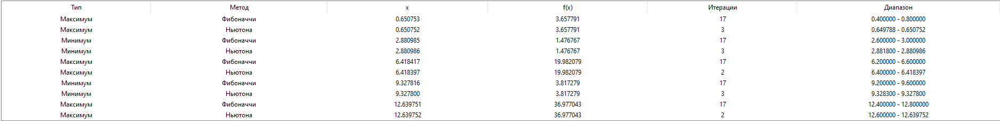 Тип Метод x f(x) Итерации Диапазон
Максимум Фибоначчи 0.650753 3.657791 17 0.400000 - 0.800000
Максимум Ньютона 0.650752 3.657791 3 0.649788 - 0.650752
Минимум Фибоначчи 2.880985 1.476767 17 2.600000 - 3.000000
Минимум Ньютона 2.880986 1.476767 3 2.881800 - 2.880986
Максимум Фибоначчи 6.418417 19.982079 17 6.200000 - 6.600000
Максимум Ньютона 6.418397 19.982079 2 6.400000 - 6.418397
Минимум Фибоначчи 9.327816 3.817279 17 9.200000 - 9.600000
Минимум Ньютона 9.327800 3.817279 3 9.328300 - 9.327800
Максимум Фибоначчи 12.639751 36.977043 17 12.400000 - 12.800000
Максимум Ньютона 12.639752 36.977043 2 12.600000 - 12.639752